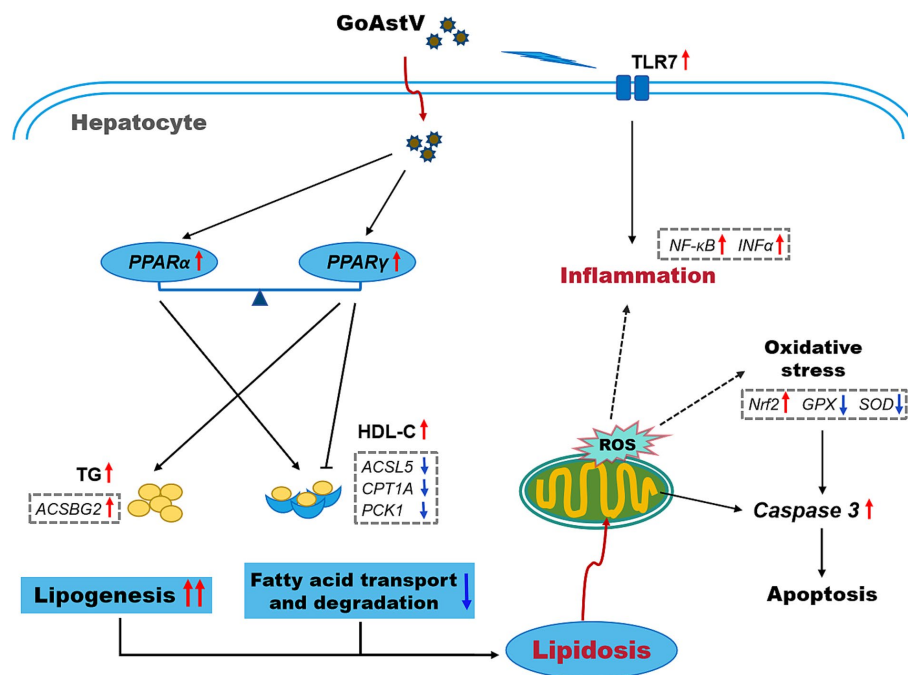 GoAstV
TLR7
Hepatocyte
PPARα
PPARγ
NF-κB INFα
Inflammation
Oxidative
stress
Nrf2 GPX SOD
ROS
HDL-C
TG
ACSBG2
ACSL5
CPT1A
PCK1
Caspase 3
Lipogenesis
Fatty acid transport
and degradation
Apoptosis
Lipidosis